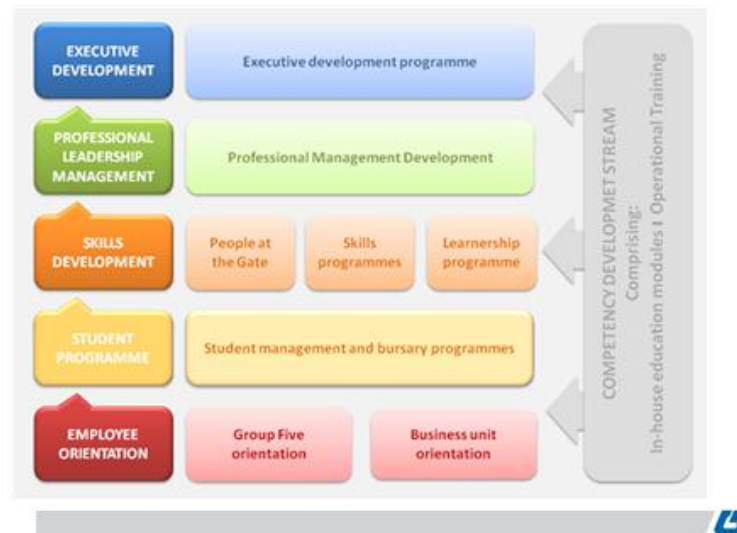 EXECUTIVE
DEVELOPMENT
Executive development programme
PROFESSIONAL
LEADERSHIP
MANAGEMENT
Professional Management Development
SKILLS
DEVELOPMENT
People at
the Gate
Skills
programmes
Learnership
programme
STUDENT
PROGRAMME
Student management and bursary programmes
EMPLOYEE
ORIENTATION
Group Five
orientation
Business unit
orientation
COMPETENCY DEVELOPMET STREAM
Comprising:
In-house education modules I Operational Training